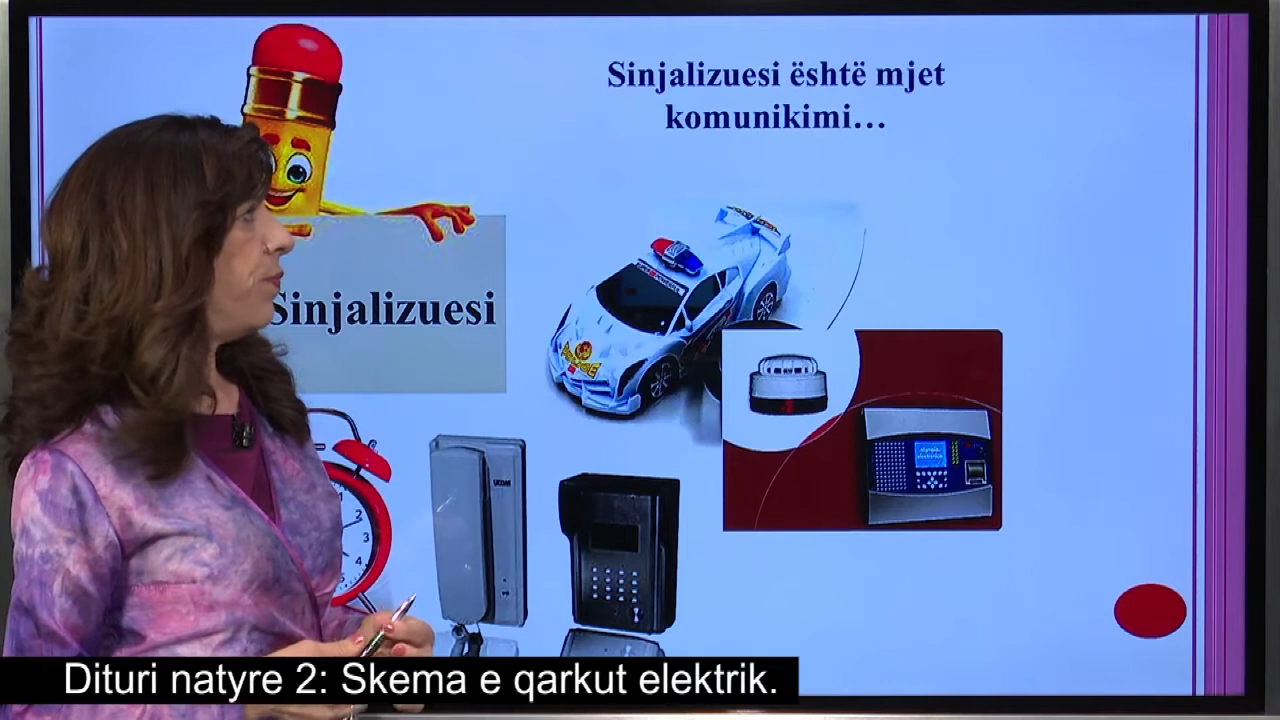 Sinjalizuesi është mjet
komunikimi...
Sinjalizuesi
Dituri natyre 2: Skema e qarkut elektrik.